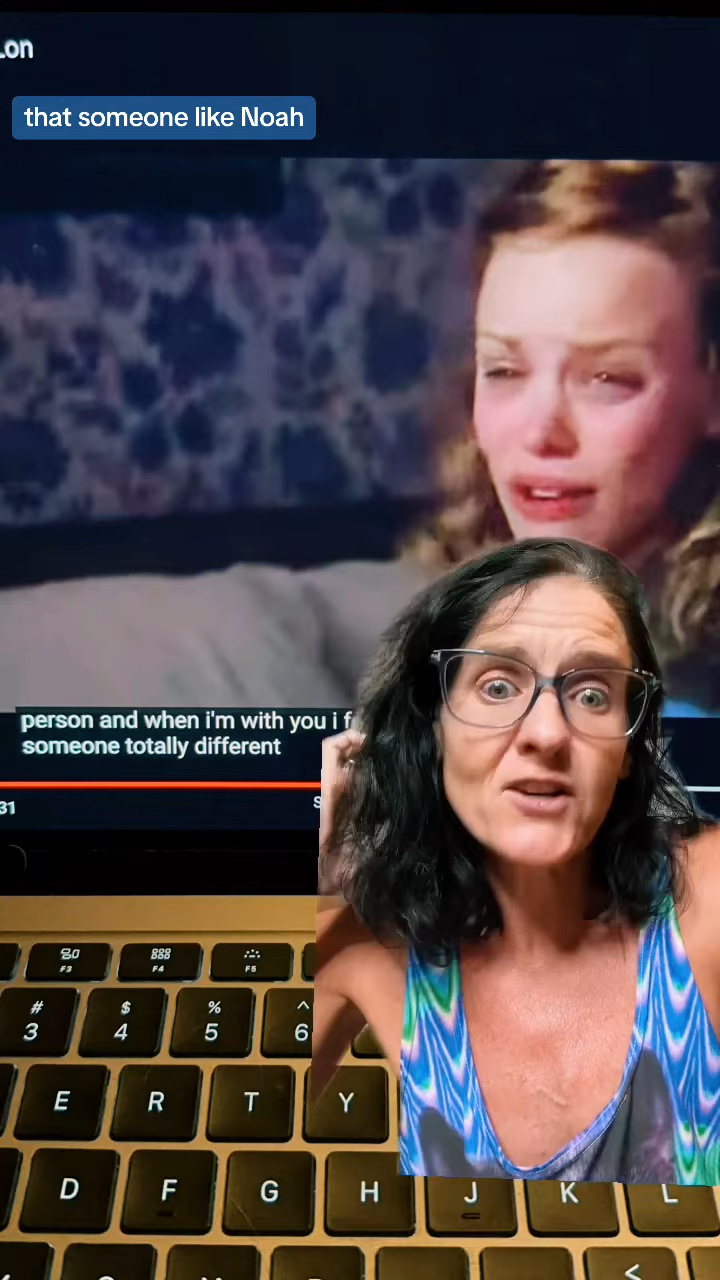 .on
that someone like Noah
person and when i'm with you i f
someone totally different
31
S
F3
F4
F5
# $ % ^
3 4 5 6
E R T Y
D F G H J K L
<